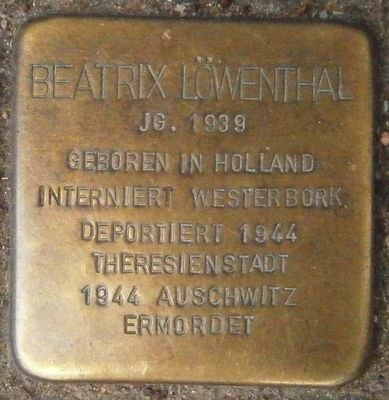 BEATRIX LÖWENTHAL
JG. 1939
GEBOREN IN HOLLAND
INTERNIERT WESTERBORK
DEPORTIERT 1944
THERESIENSTADT
1944 AUSCHWITZ
ERMORDET